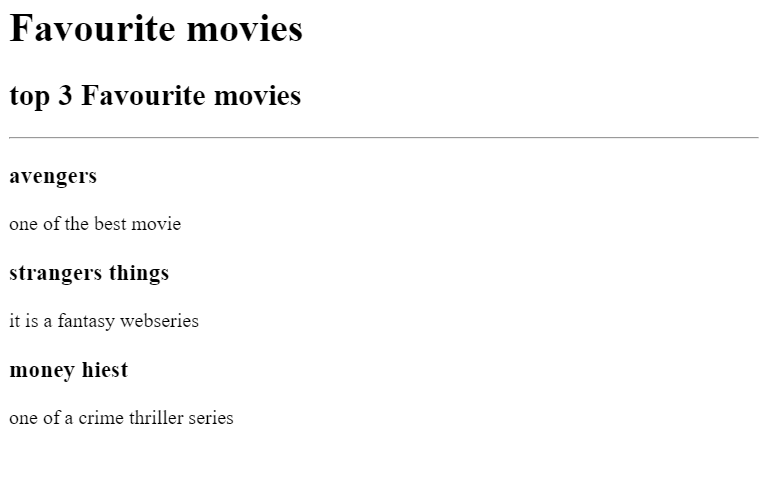 Favourite movies
top 3 Favourite movies
avengers
one of the best movie
strangers things
it is a fantasy webseries
money hiest
one of a crime thriller series